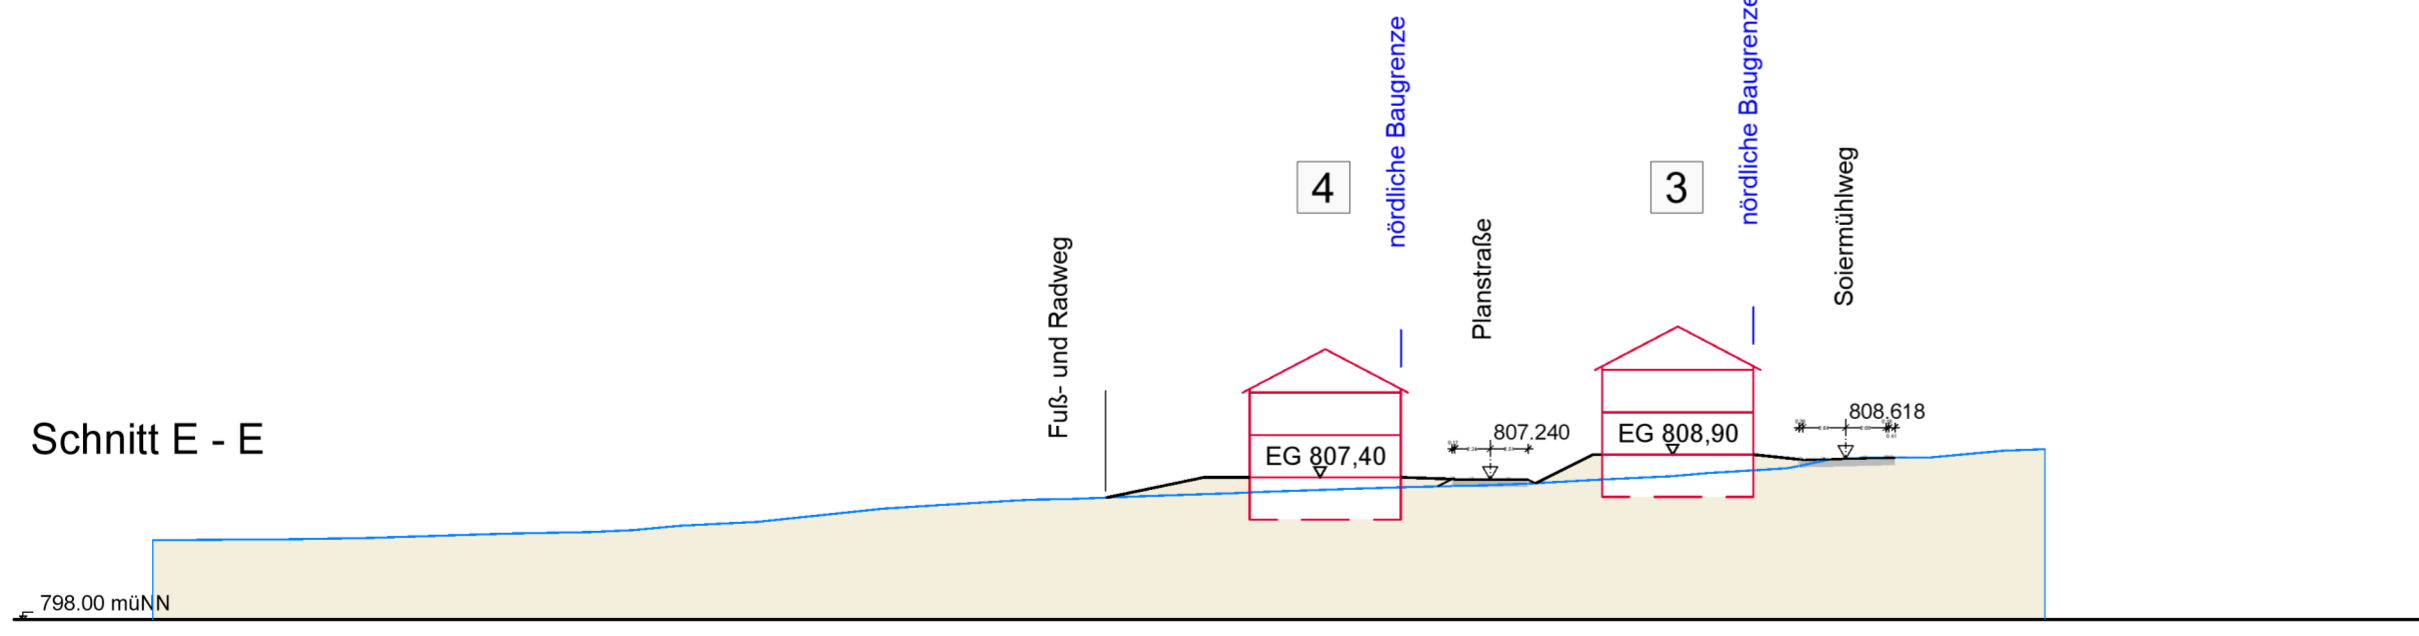 nördliche Baugrenze
nördliche Baugrenze
4
3
Soiermühlweg
Planstraße
Fuß- und Radweg
808.618
807.240
EG 808,90
Schnitt E - E
EG 807,40
798.00 müNN